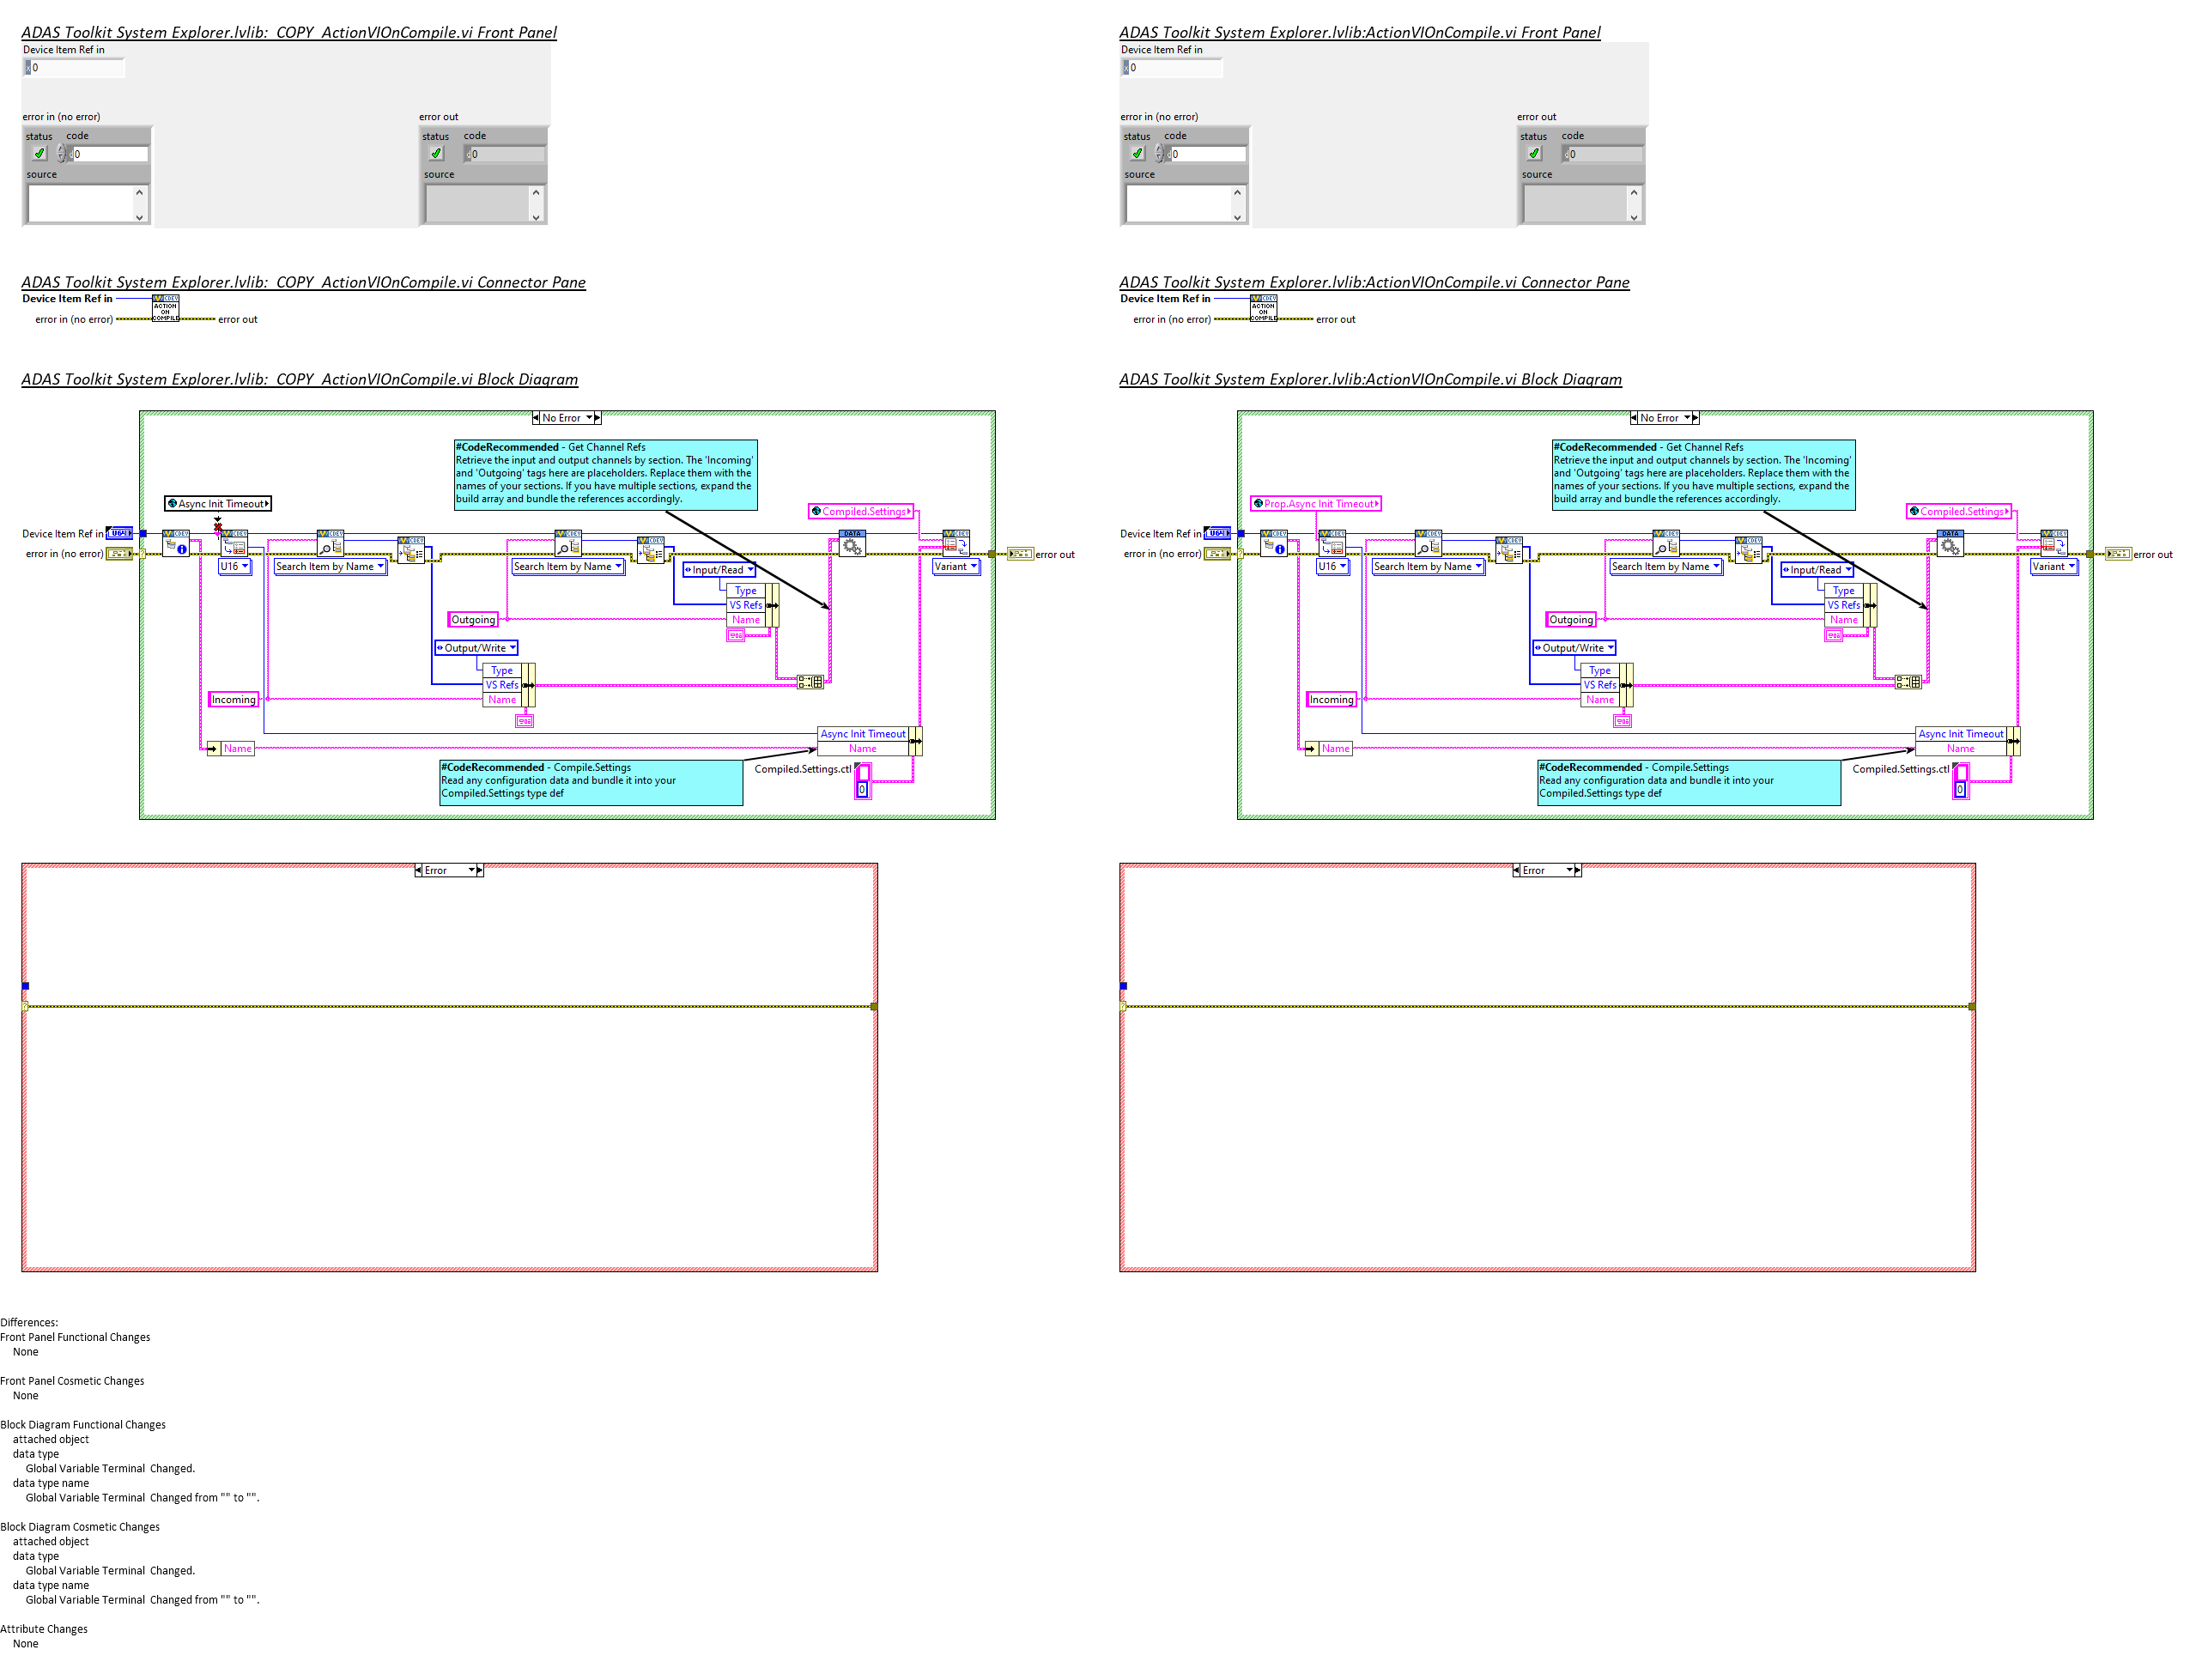 ADAS Toolkit System Explorer.lvlib:_COPY_ActionVIOnCompile.vi Front Panel
Device Item Ref in
x 0
error in (no error)
status code
d 0
source
error out
status code
d 0
source
ADAS Toolkit System Explorer.lvlib:_COPY_ActionVIOnCompile.vi Connector Pane
Device Item Ref in
error in (no error)
ACTION
ON
COMPILE
error out
ADAS Toolkit System Explorer.lvlib:_COPY_ActionVIOnCompile.vi Block Diagram
No Error
#CodeRecommended - Get Channel Refs
Retrieve the input and output channels by section. The 'Incoming'
and 'Outgoing' tags here are placeholders. Replace them with the
names of your sections. If you have multiple sections, expand the
build array and bundle the references accordingly.
Async Init Timeout
Compiled.Settings
Device Item Ref in
U64
DATA
error in (no error)
error out
U16
Search Item by Name
Search Item by Name
Variant
Input/Read
Type
VS Refs
Name
Outgoing
Output/Write
Type
VS Refs
Name
Incoming
Async Init Timeout
Name
Name
#CodeRecommended - Compile.Settings
Read any configuration data and bundle it into your
Compiled.Settings type def
Compiled.Settings.ctl
0
Error
ADAS Toolkit System Explorer.lvlib:ActionVIOnCompile.vi Front Panel
Device Item Ref in
x 0
error in (no error)
status code
d 0
source
error out
status code
d 0
source
ADAS Toolkit System Explorer.lvlib:ActionVIOnCompile.vi Connector Pane
Device Item Ref in
error in (no error)
ACTION
ON
COMPILE
error out
ADAS Toolkit System Explorer.lvlib:ActionVIOnCompile.vi Block Diagram
No Error
#CodeRecommended - Get Channel Refs
Retrieve the input and output channels by section. The 'Incoming'
and 'Outgoing' tags here are placeholders. Replace them with the
names of your sections. If you have multiple sections, expand the
build array and bundle the references accordingly.
Prop.Async Init Timeout
Compiled.Settings
Device Item Ref in
U64
DATA
error in (no error)
error out
U16
Search Item by Name
Search Item by Name
Variant
Input/Read
Type
VS Refs
Name
Outgoing
Output/Write
Type
VS Refs
Name
Incoming
Async Init Timeout
Name
Name
#CodeRecommended - Compile.Settings
Read any configuration data and bundle it into your
Compiled.Settings type def
Compiled.Settings.ctl
0
Error
Differences:
Front Panel Functional Changes
None
Front Panel Cosmetic Changes
None
Block Diagram Functional Changes
attached object
data type
Global Variable Terminal  Changed.
data type name
Global Variable Terminal  Changed from "" to "".
Block Diagram Cosmetic Changes
attached object
data type
Global Variable Terminal  Changed.
data type name
Global Variable Terminal  Changed from "" to "".
Attribute Changes
None